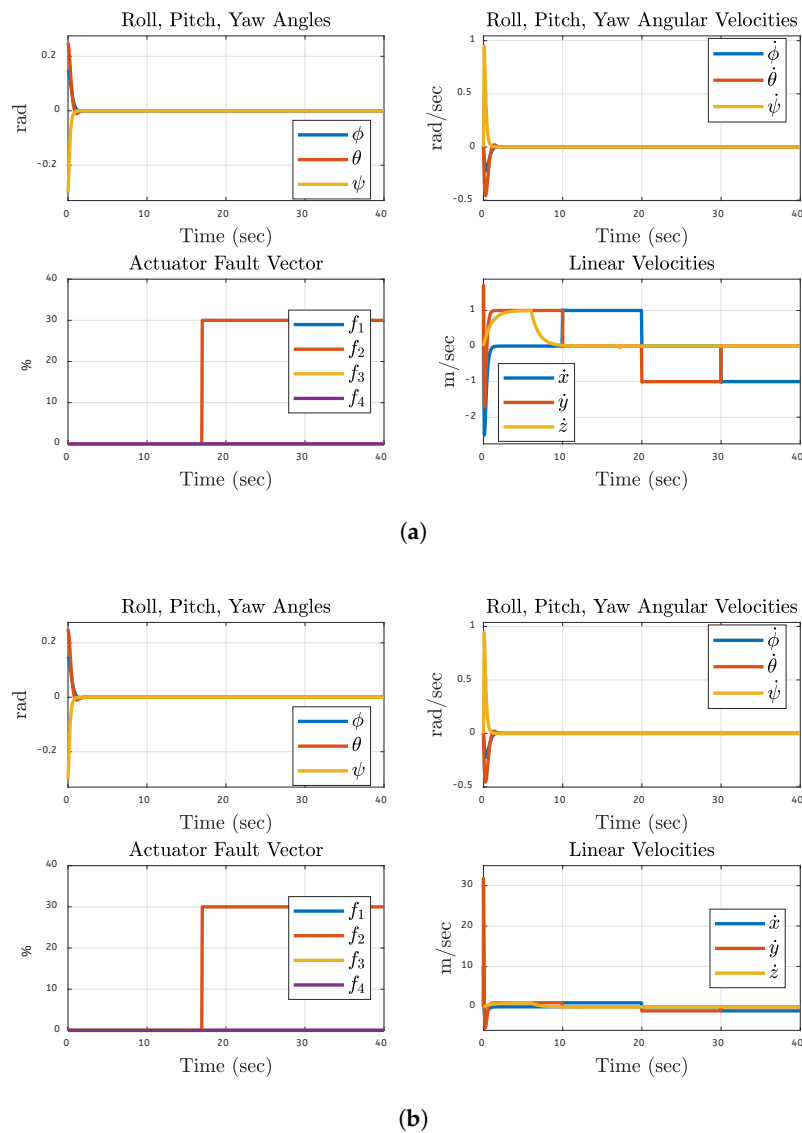 Roll, Pitch, Yaw Angles
rad
0.2
0
-0.2
ϕ
θ
ψ
0 10 20 30 40
Time (sec)
Roll, Pitch, Yaw Angular Velocities
rad/sec
1
0.5
0
-0.5
ϕ̇
θ̇
ψ̇
0 10 20 30 40
Time (sec)
Actuator Fault Vector
%
40
30
20
10
0
f₁
f₂
f₃
f₄
0 10 20 30 40
Time (sec)
Linear Velocities
m/sec
1
0
-1
-2
ẋ
ẏ
ż
0 10 20 30 40
Time (sec)
(a)
Roll, Pitch, Yaw Angles
rad
0.2
0
-0.2
ϕ
θ
ψ
0 10 20 30 40
Time (sec)
Roll, Pitch, Yaw Angular Velocities
rad/sec
1
0.5
0
-0.5
ϕ̇
θ̇
ψ̇
0 10 20 30 40
Time (sec)
Actuator Fault Vector
%
40
30
20
10
0
f₁
f₂
f₃
f₄
0 10 20 30 40
Time (sec)
Linear Velocities
m/sec
30
20
10
0
ẋ
ẏ
ż
0 10 20 30 40
Time (sec)
(b)